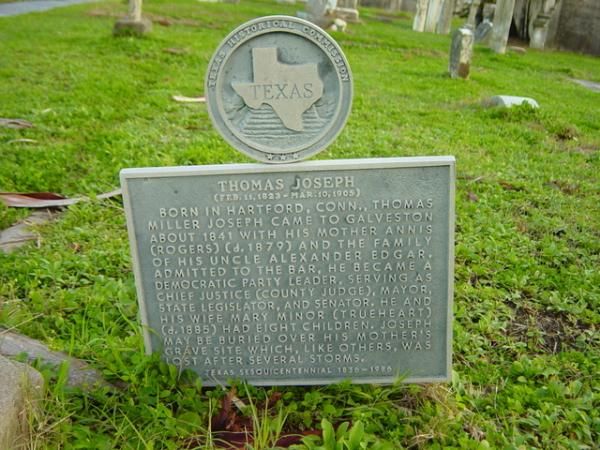 TEXAS HISTORICAL COMMISSION
TEXAS
THOMAS JOSEPH
(FEB. 11, 1823 - MAR. 10, 1905)
BORN IN HARTFORD, CONN., THOMAS
MILLER JOSEPH CAME TO GALVESTON
ABOUT 1841 WITH HIS MOTHER ANNIS
(ROGERS) (d. 1879) AND THE FAMILY
OF HIS UNCLE ALEXANDER EDGAR.
ADMITTED TO THE BAR, HE BECAME A
DEMOCRATIC PARTY LEADER, SERVING AS
CHIEF JUSTICE (COUNTY JUDGE), MAYOR,
STATE LEGISLATOR, AND SENATOR. HE AND
HIS WIFE MARY MINOR (TRUEHEART)
(d. 1885) HAD EIGHT CHILDREN. JOSEPH
MAY BE BURIED OVER HIS MOTHER'S
GRAVE SITE WHICH, LIKE OTHERS, WAS
LOST AFTER SEVERAL STORMS.
TEXAS SESQUICENTENNIAL 1836-1986